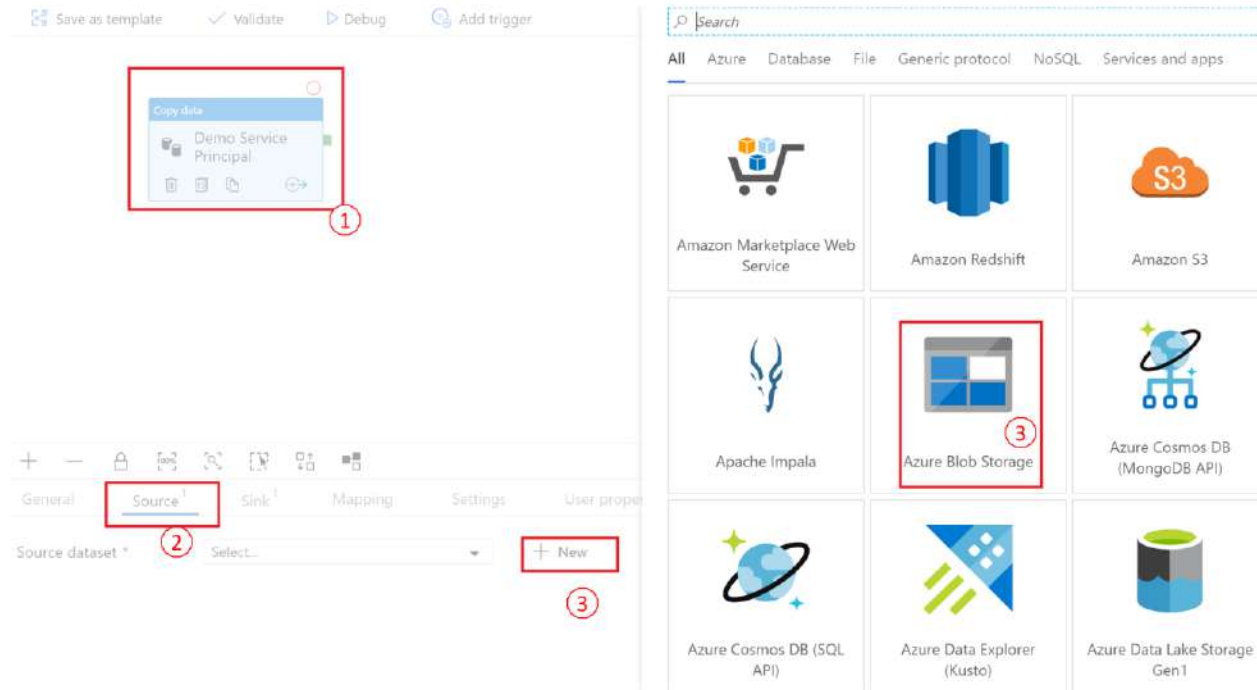 Save as template
Validate
Debug
Add trigger
Copy data
Demo Service
Principal
1
General
Source 1
Sink 1
Mapping
Settings
User prope
2
Source dataset *
Select...
New
3
Search
All
Azure
Database
File
Generic protocol
NoSQL
Services and apps
Amazon Marketplace Web
Service
Amazon Redshift
S3
Amazon S3
Apache Impala
3
Azure Blob Storage
Azure Cosmos DB
(MongoDB API)
Azure Cosmos DB (SQL
API)
Azure Data Explorer
(Kusto)
Azure Data Lake Storage
Gen1